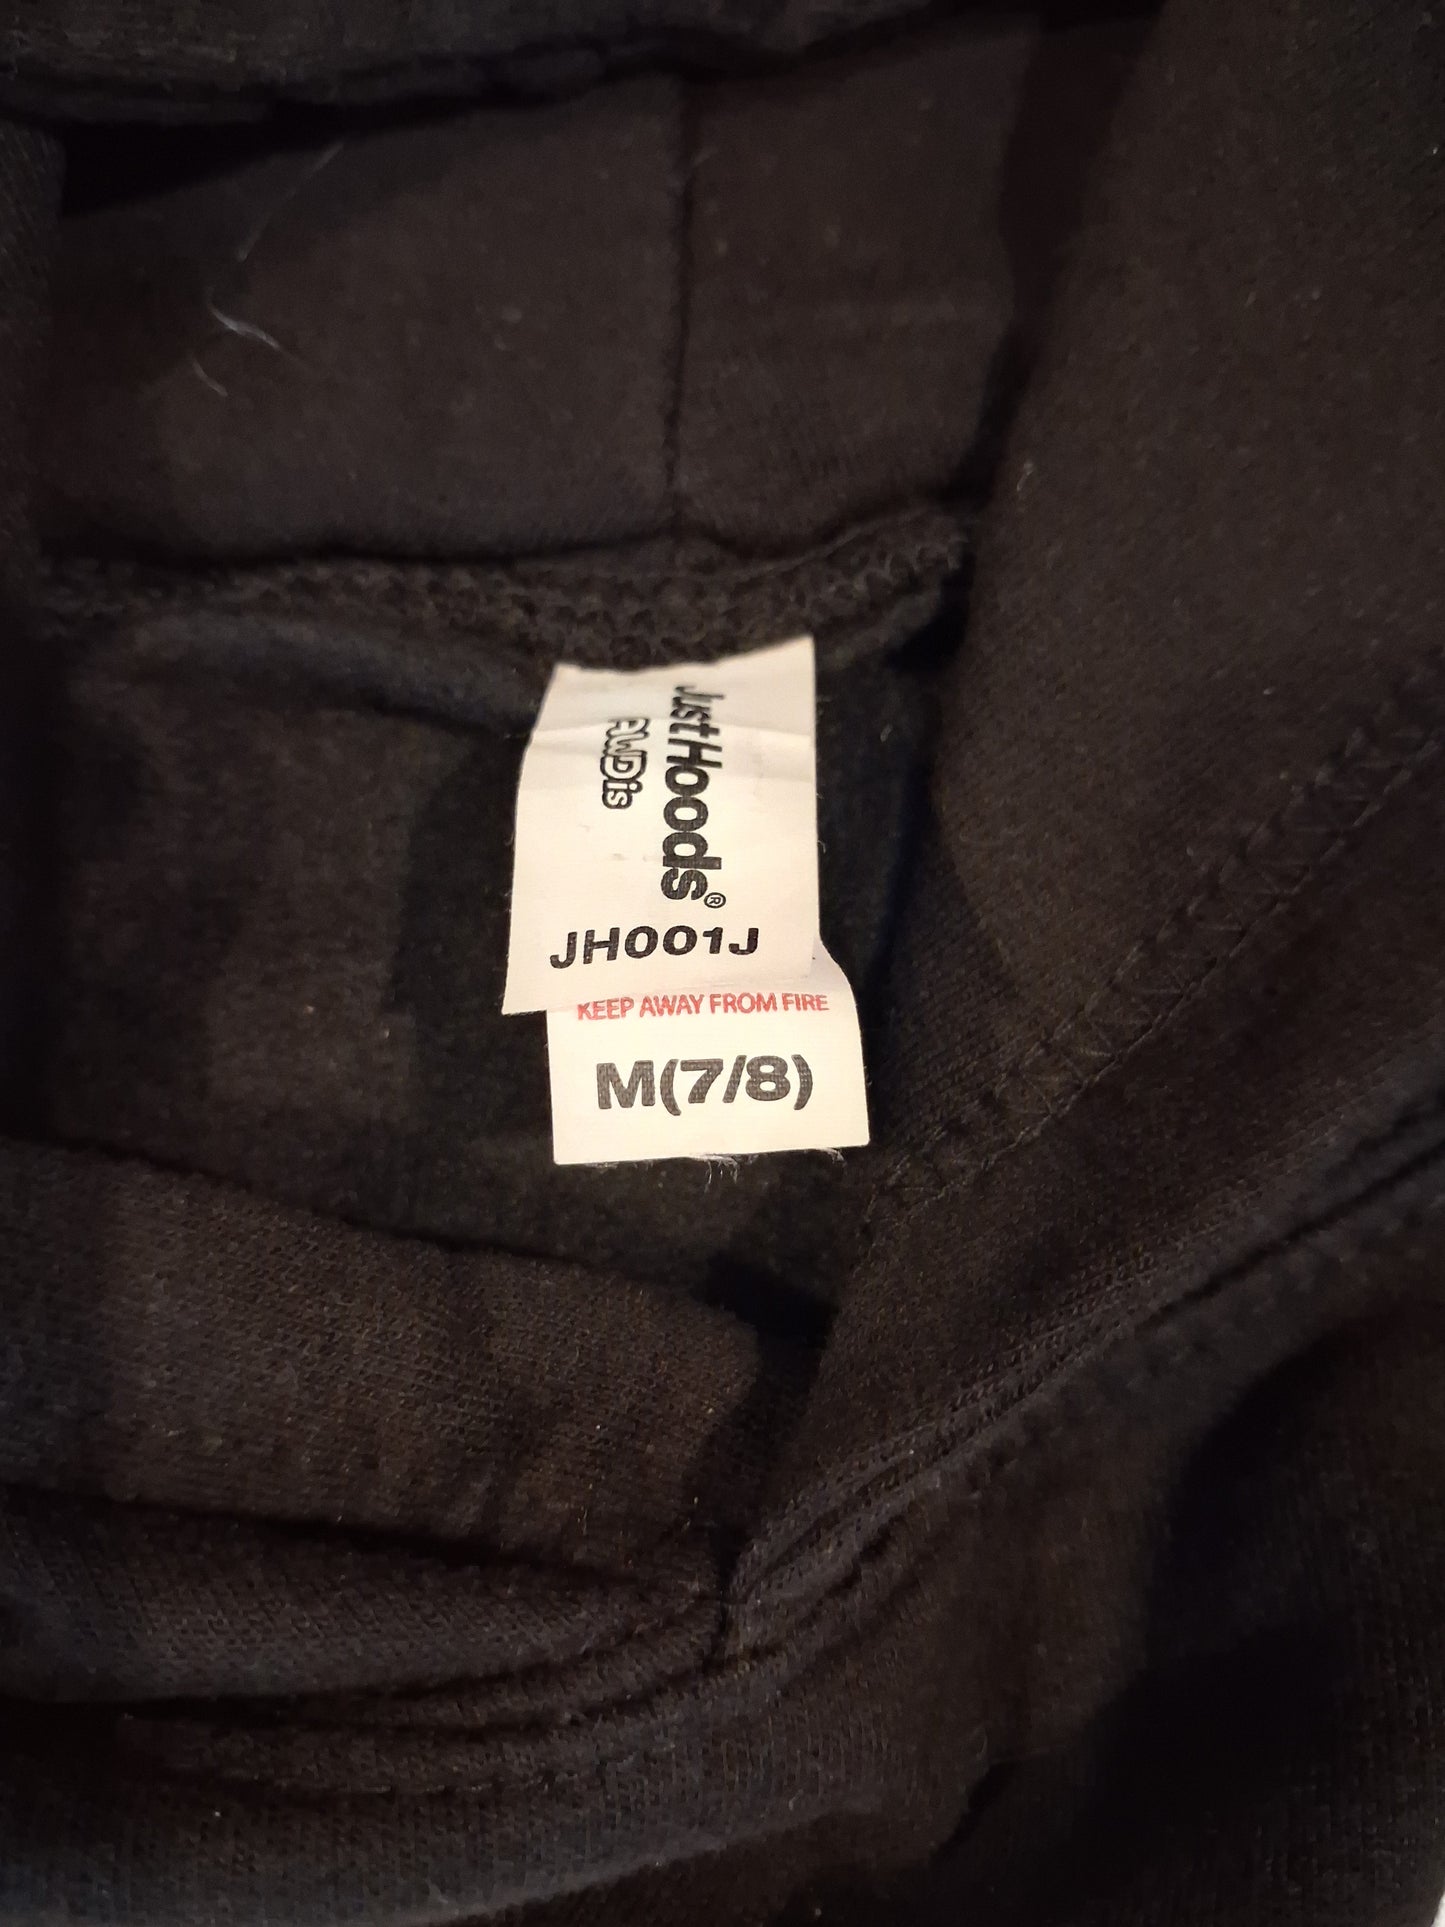 JustHoods®
AWDis
JH001J
KEEP AWAY FROM FIRE
M(7/8)